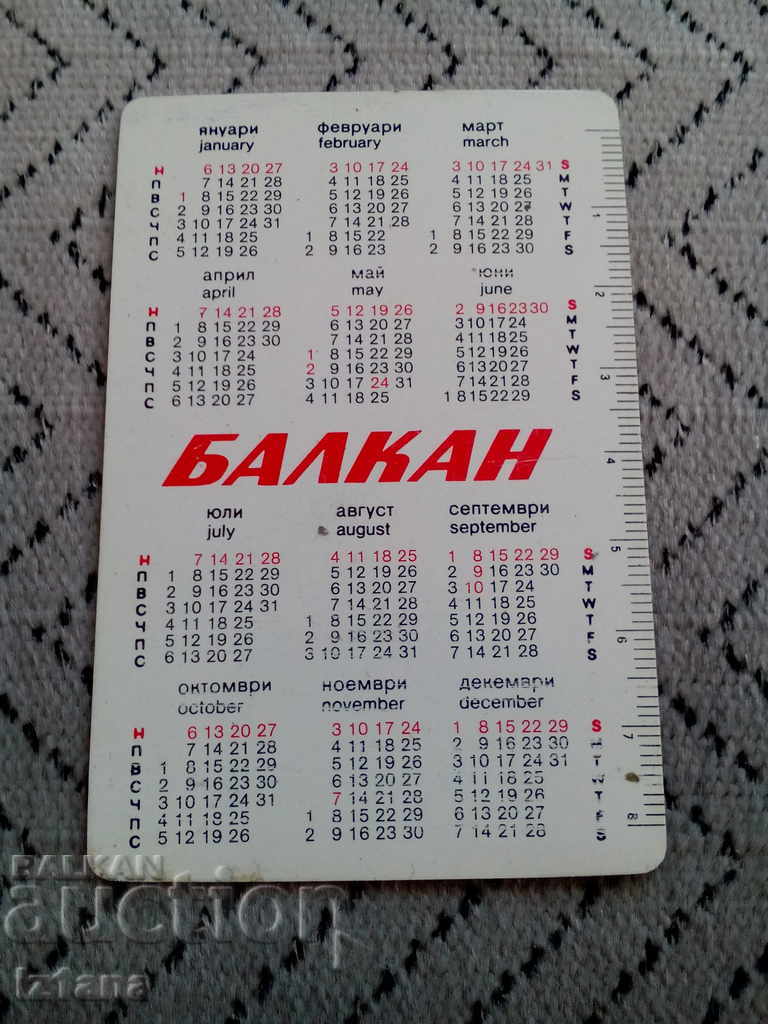 януари февруари март
january february march
Н 6 13 20 27 3 10 17 24 3 10 17 24 31 S
П 7 14 21 28 4 11 18 25 4 11 18 25 M
В 1 8 15 22 29 5 12 19 26 5 12 19 26 T
С 2 9 16 23 30 6 13 20 27 6 13 20 27 W
Ч 3 10 17 24 31 7 14 21 28 7 14 21 28 T
П 4 11 18 25 1 8 15 22 1 8 15 22 29 F
С 5 12 19 26 2 9 16 23 2 9 16 23 30 S
април май юни
april may june
Н 7 14 21 28 5 12 19 26 2 9 16 23 30 S
П 1 8 15 22 29 6 13 20 27 3 10 17 24 M
В 2 9 16 23 30 7 14 21 28 4 11 18 25 T
С 3 10 17 24 1 8 15 22 29 5 12 19 26 W
Ч 4 11 18 25 2 9 16 23 30 6 13 20 27 T
П 5 12 19 26 3 10 17 24 31 7 14 21 28 F
С 6 13 20 27 4 11 18 25 1 8 15 22 29 S
БАЛКАН
юли август септември
july august september
Н 7 14 21 28 4 11 18 25 1 8 15 22 29 S
П 1 8 15 22 29 5 12 19 26 2 9 16 23 30 M
В 2 9 16 23 30 6 13 20 27 3 10 17 24 T
С 3 10 17 24 31 7 14 21 28 4 11 18 25 W
Ч 4 11 18 25 1 8 15 22 29 5 12 19 26 T
П 5 12 19 26 2 9 16 23 30 6 13 20 27 F
С 6 13 20 27 3 10 17 24 31 7 14 21 28 S
октомври ноември декември
october november december
Н 6 13 20 27 3 10 17 24 1 8 15 22 29 S
П 7 14 21 28 4 11 18 25 2 9 16 23 30 M
В 1 8 15 22 29 5 12 19 26 3 10 17 24 31 T
С 2 9 16 23 30 6 13 20 27 4 11 18 25 W
Ч 3 10 17 24 31 7 14 21 28 5 12 19 26 T
П 4 11 18 25 1 8 15 22 29 6 13 20 27 F
С 5 12 19 26 2 9 16 23 30 7 14 21 28 S
1
2
3
4
5
6
7
8
BALKAN
auction
Iz1ana